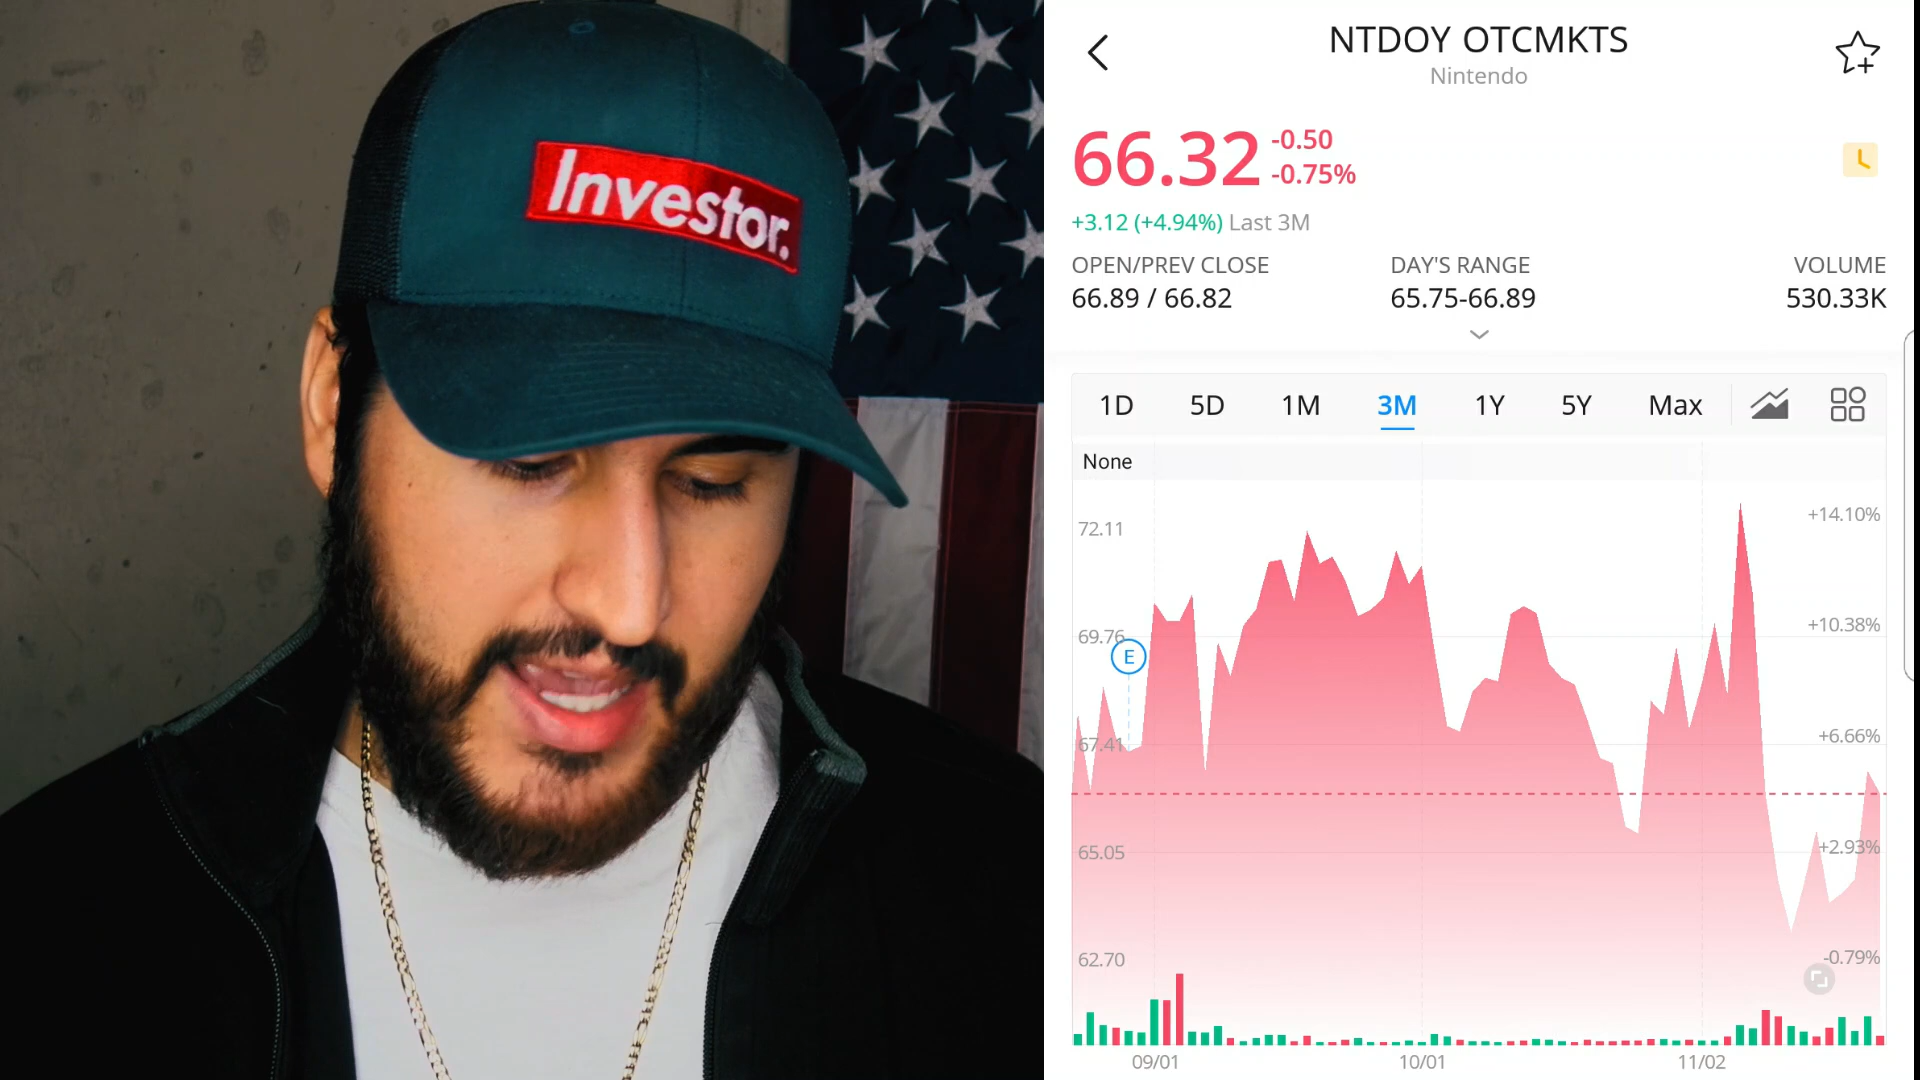 Investor.
NTDOY OTCMKTS
Nintendo
66.32
-0.50
-0.75%
+3.12 (+4.94%) Last 3M
OPEN/PREV CLOSE DAY'S RANGE VOLUME
66.89 / 66.82 65.75-66.89 530.33K
1D 5D 1M 3M 1Y 5Y Max
None
72.11 +14.10%
69.76 +10.38%
E
67.41 +6.66%
65.05 +2.93%
62.70 -0.79%
09/01 10/01 11/02